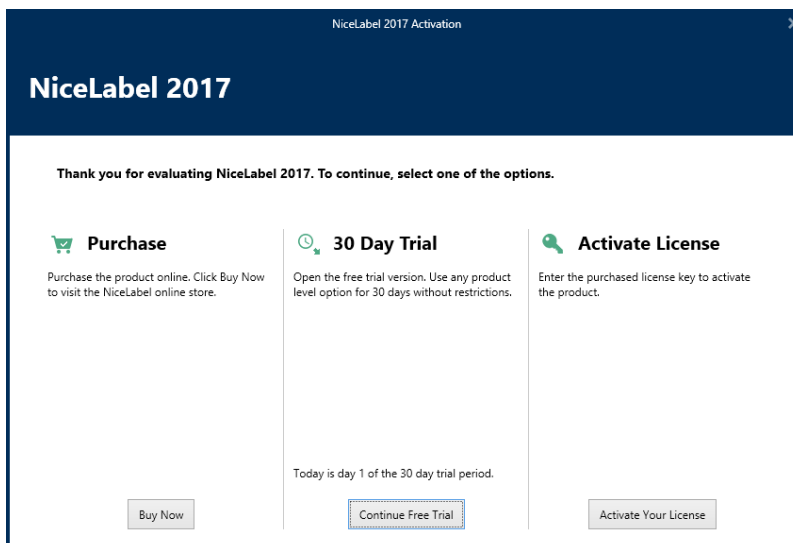 NiceLabel 2017 Activation
NiceLabel 2017
Thank you for evaluating NiceLabel 2017. To continue, select one of the options.
Purchase
Purchase the product online. Click Buy Now
to visit the NiceLabel online store.
Buy Now
30 Day Trial
Open the free trial version. Use any product
level option for 30 days without restrictions.
Today is day 1 of the 30 day trial period.
Continue Free Trial
Activate License
Enter the purchased license key to activate
the product.
Activate Your License